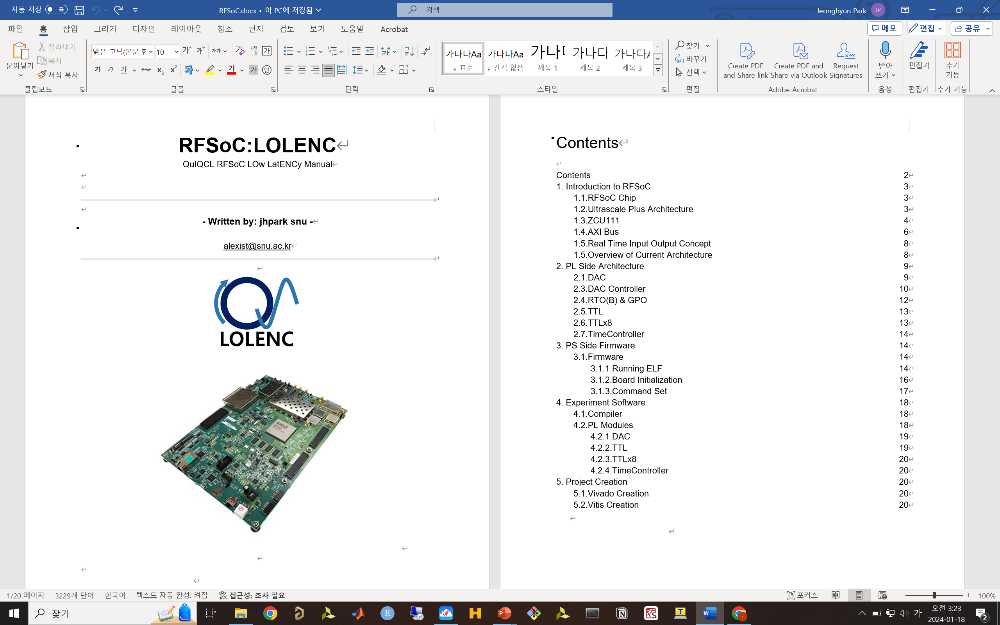 자동 저장 끔 RFSoC.docx • 이 PC에 저장됨 검색 Jeonghyun Park JP
파일 홈 삽입 그리기 디자인 레이아웃 참조 편지 검토 보기 도움말 Acrobat 메모 편집 공유
붙여넣기
잘라내기
복사
서식 복사
클립보드
맑은 고딕(본문 한 10
글꼴
단락
가나다Aa 가나다Aa 가나다 가나다
표준 간격 없음 제목 1 제목 2 제목 3
스타일
찾기
바꾸기
선택
편집
Create PDF and Share link
Create PDF and Share via Outlook
Request Signatures
Adobe Acrobat
받아쓰기
음성
편집기
편집기
추가 기능
추가 기능
RFSoC:LOLENC
QuIQCL RFSoC LOw LatENCy Manual
- Written by: jhpark snu -
alexist@snu.ac.kr
LOLENC
Contents
Contents 2
1. Introduction to RFSoC 3
1.1.RFSoC Chip 3
1.2.Ultrascale Plus Architecture 3
1.3.ZCU111 4
1.4.AXI Bus 6
1.5.Real Time Input Output Concept 8
1.5.Overview of Current Architecture 8
2. PL Side Architecture 9
2.1.DAC 9
2.3.DAC Controller 10
2.4.RTO(B) & GPO 12
2.5.TTL 13
2.6.TTLx8 13
2.7.TimeController 14
3. PS Side Firmware 14
3.1.Firmware 14
3.1.1.Running ELF 14
3.1.2.Board Initialization 16
3.1.3.Command Set 17
4. Experiment Software 18
4.1.Compiler 18
4.2.PL Modules 18
4.2.1.DAC 19
4.2.2.TTL 19
4.2.3.TTLx8 20
4.2.4.TimeController 20
5. Project Creation 20
5.1.Vivado Creation 20
5.2.Vitis Creation 20
1/20 페이지 3229개 단어 한국어 텍스트 자동 완성: 켜짐 접근성: 조사 필요 포커스 100%
찾기 가 오전 3:23
2024-01-18 2